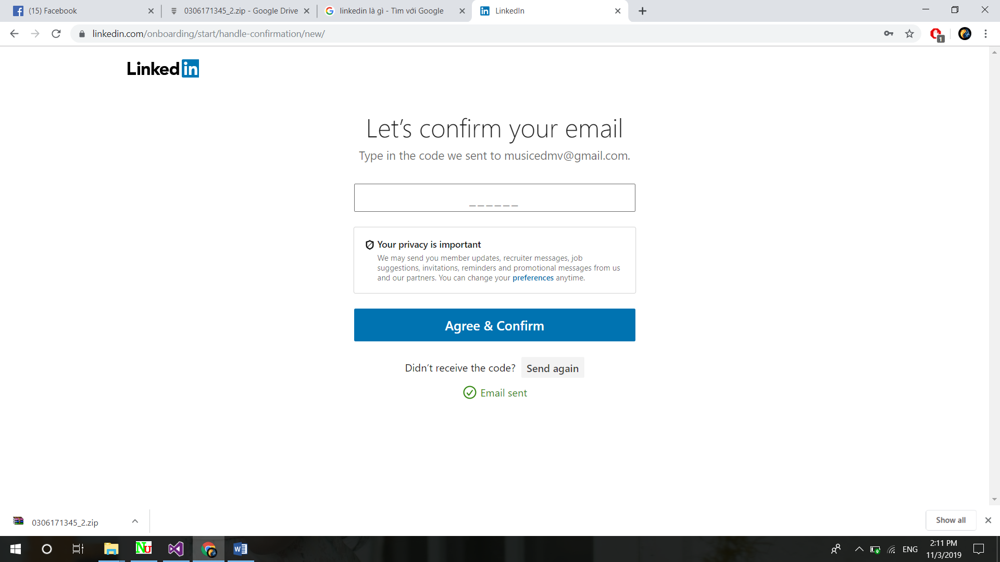 (15) Facebook
0306171345_2.zip - Google Drive
linkedin là gì - Tìm với Google
LinkedIn
linkedin.com/onboarding/start/handle-confirmation/new/
1
Linked in
Let's confirm your email
Type in the code we sent to musicedmv@gmail.com.
_ _ _ _ _ _
Your privacy is important
We may send you member updates, recruiter messages, job
suggestions, invitations, reminders and promotional messages from us
and our partners. You can change your preferences anytime.
Agree & Confirm
Didn't receive the code? Send again
Email sent
0306171345_2.zip
Show all
Nu
ENG
2:11 PM
11/3/2019